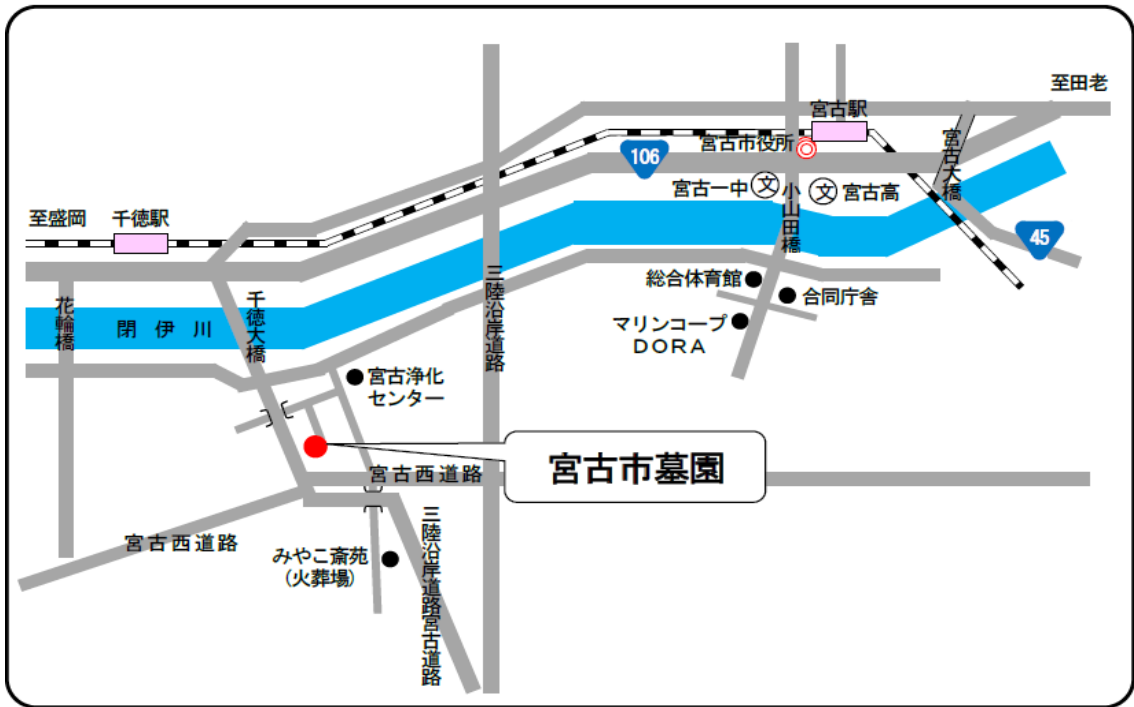 至田老
宮古駅
宮古市役所
宮古大橋
106
宮古一中
文
文
宮古高
小山田橋
至盛岡
千徳駅
45
三陸沿岸道路
総合体育館
合同庁舎
マリンコープ
DORA
花輪橋
閉伊川
千徳大橋
宮古浄化
センター
宮古市墓園
宮古西道路
宮古西道路
みやこ斎苑
（火葬場）
三陸沿岸道路宮古道路